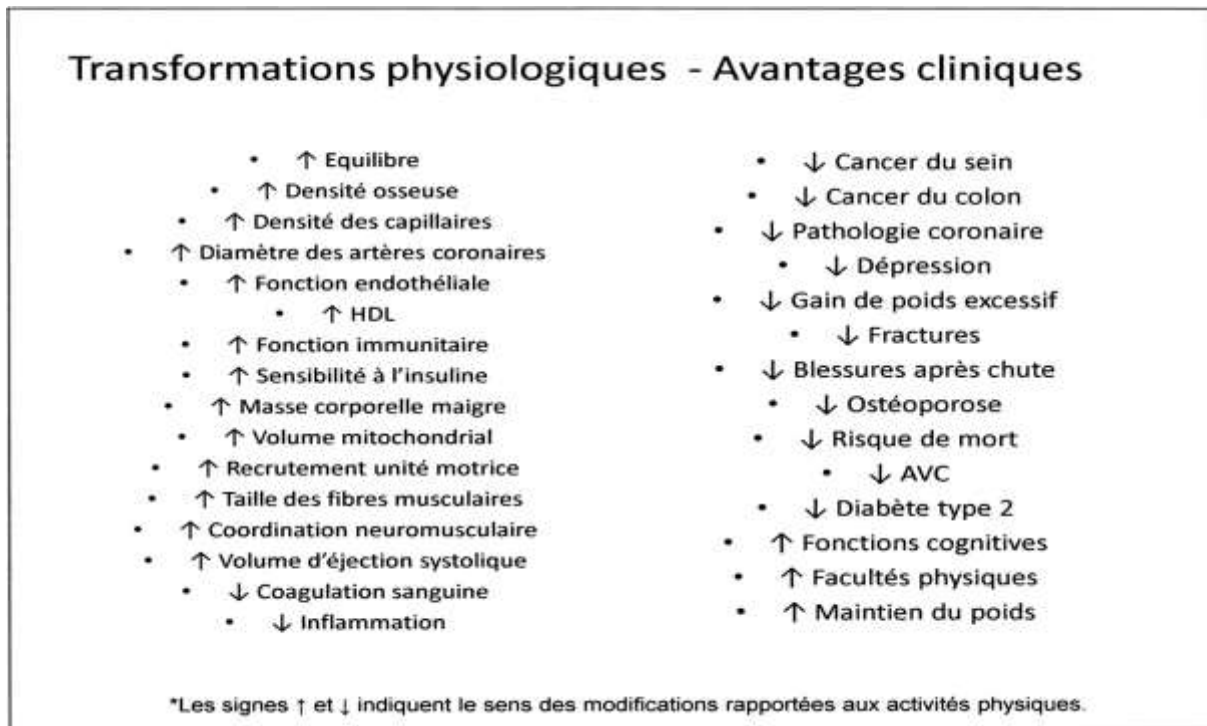 Transformations physiologiques - Avantages cliniques
• ↑ Equilibre
• ↑ Densité osseuse
• ↑ Densité des capillaires
• ↑ Diamètre des artères coronaires
• ↑ Fonction endothéliale
• ↑ HDL
• ↑ Fonction immunitaire
• ↑ Sensibilité à l'insuline
• ↑ Masse corporelle maigre
• ↑ Volume mitochondrial
• ↑ Recrutement unité motrice
• ↑ Taille des fibres musculaires
• ↑ Coordination neuromusculaire
• ↑ Volume d'éjection systolique
• ↓ Coagulation sanguine
• ↓ Inflammation
• ↓ Cancer du sein
• ↓ Cancer du colon
• ↓ Pathologie coronaire
• ↓ Dépression
• ↓ Gain de poids excessif
• ↓ Fractures
• ↓ Blessures après chute
• ↓ Ostéoporose
• ↓ Risque de mort
• ↓ AVC
• ↓ Diabète type 2
• ↑ Fonctions cognitives
• ↑ Facultés physiques
• ↑ Maintien du poids
*Les signes ↑ et ↓ indiquent le sens des modifications rapportées aux activités physiques.